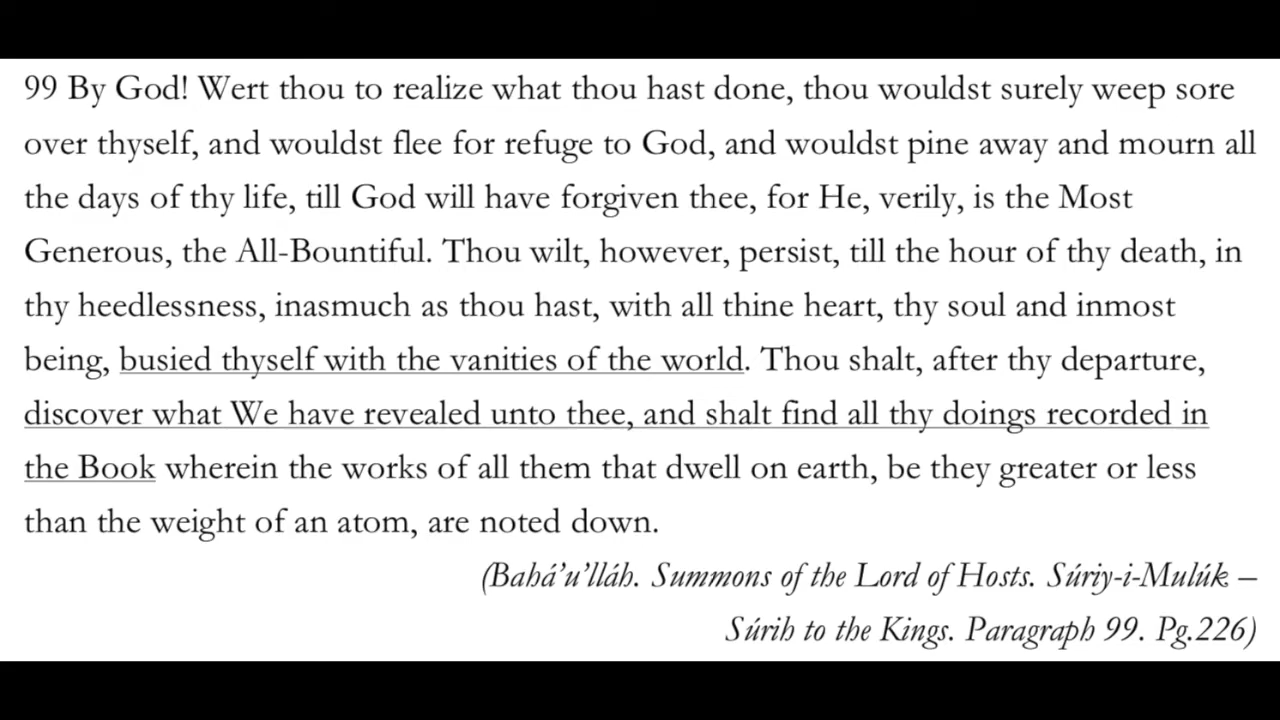 99 By God! Wert thou to realize what thou hast done, thou wouldst surely weep sore
over thyself, and wouldst flee for refuge to God, and wouldst pine away and mourn all
the days of thy life, till God will have forgiven thee, for He, verily, is the Most
Generous, the All-Bountiful. Thou wilt, however, persist, till the hour of thy death, in
thy heedlessness, inasmuch as thou hast, with all thine heart, thy soul and inmost
being, busied thyself with the vanities of the world. Thou shalt, after thy departure,
discover what We have revealed unto thee, and shalt find all thy doings recorded in
the Book wherein the works of all them that dwell on earth, be they greater or less
than the weight of an atom, are noted down.
(Bahá’u’lláh. Summons of the Lord of Hosts. Súriy-i-Mulúk –
Súrih to the Kings. Paragraph 99. Pg.226)